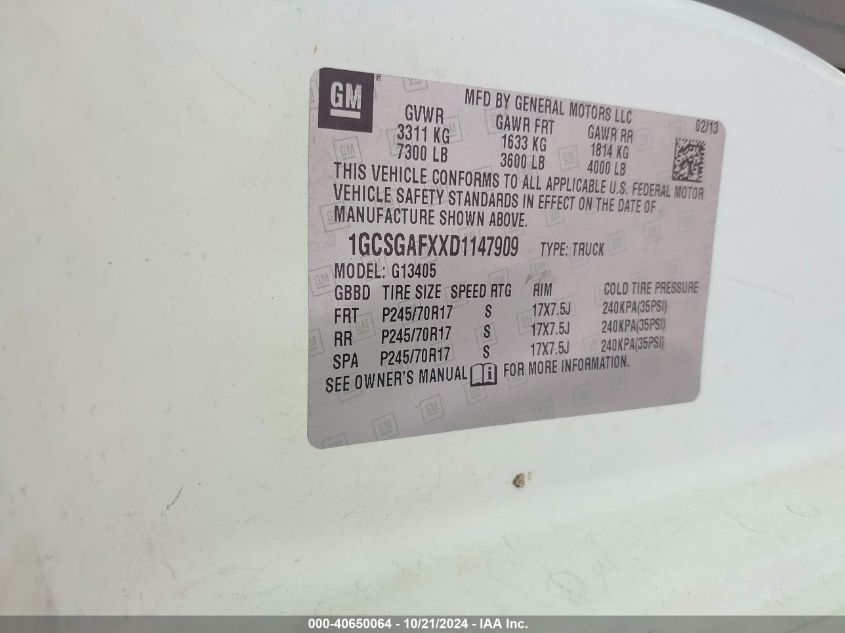 GM
MFD BY GENERAL MOTORS LLC
02/13
GVWR GAWR FRT GAWR RR
3311 KG 1633 KG 1814 KG
7300 LB 3600 LB 4000 LB
THIS VEHICLE CONFORMS TO ALL APPLICABLE U.S. FEDERAL MOTOR
VEHICLE SAFETY STANDARDS IN EFFECT ON THE DATE OF
MANUFACTURE SHOWN ABOVE.
1GCSGAFXXD1147909 TYPE: TRUCK
MODEL: G13405
GBBD TIRE SIZE SPEED RTG RIM COLD TIRE PRESSURE
FRT P245/70R17 S 17X7.5J 240KPA(35PSI)
RR P245/70R17 S 17X7.5J 240KPA(35PSI)
SPA P245/70R17 S 17X7.5J 240KPA(35PSI)
SEE OWNER'S MANUAL FOR MORE INFORMATION.
000-40650064 - 10/21/2024 - IAA Inc.